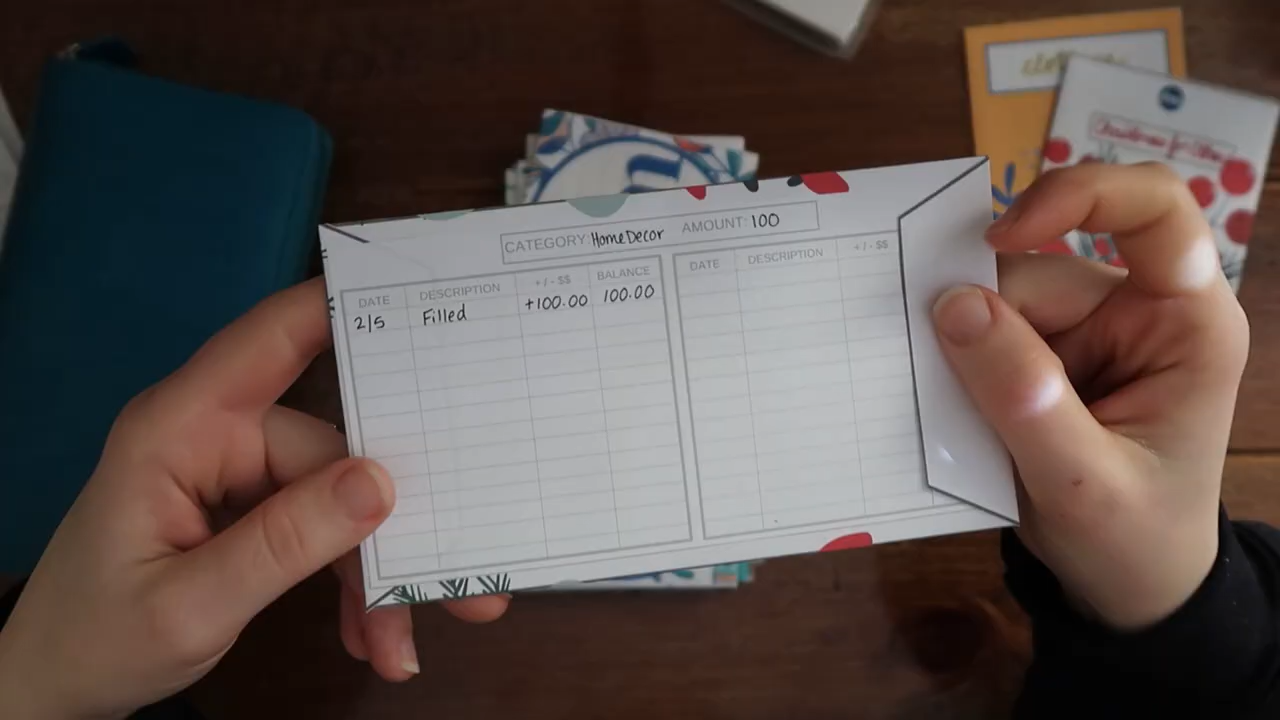 CATEGORY: Home Decor AMOUNT: 100
DATE DESCRIPTION +/-$$ BALANCE
2/5 Filled +100.00 100.00
DATE DESCRIPTION +/-$$